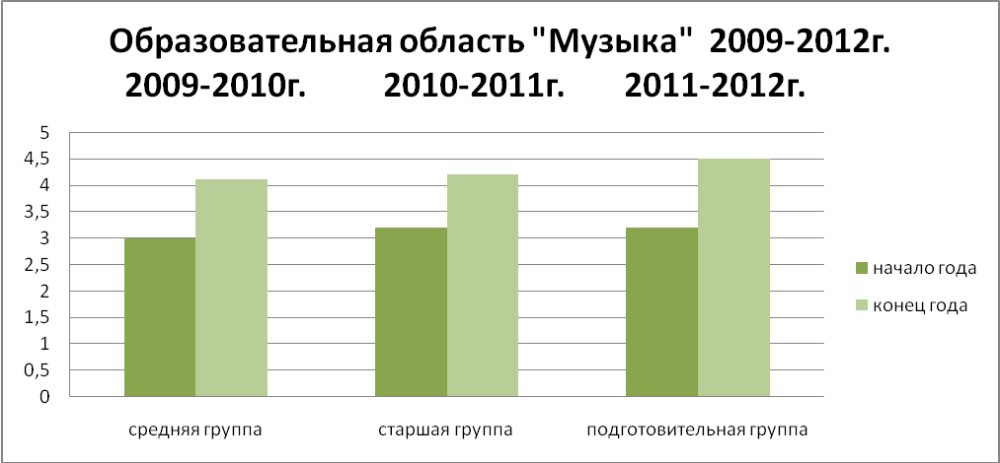 Образовательная область "Музыка" 2009-2012г.
2009-2010г. 2010-2011г. 2011-2012г.
5
4,5
4
3,5
3
2,5
2
1,5
1
0,5
0
средняя группа старшая группа подготовительная группа
начало года
конец года